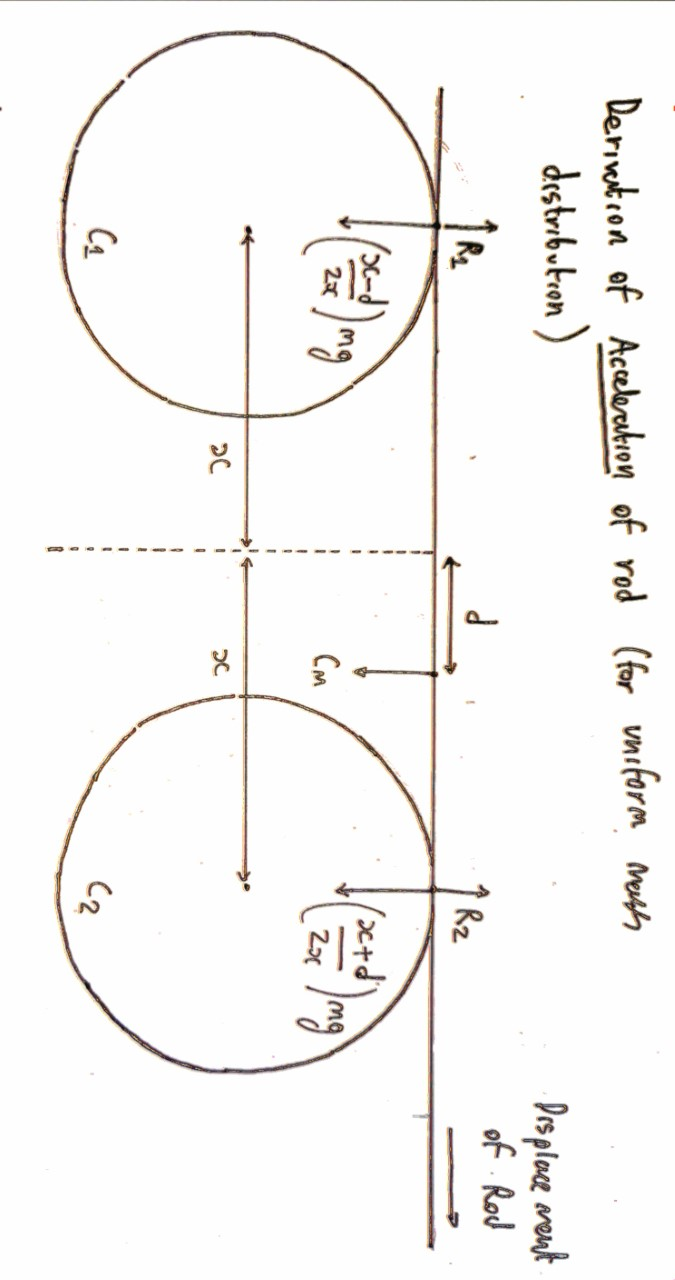 Derivation of Acceleration of rod (for uniform mash
distribution)
Displacement
of Rod
R1
(x-d/2x)mg
C1
x
d
CM
x
R2
(x+d/2x)mg
C2